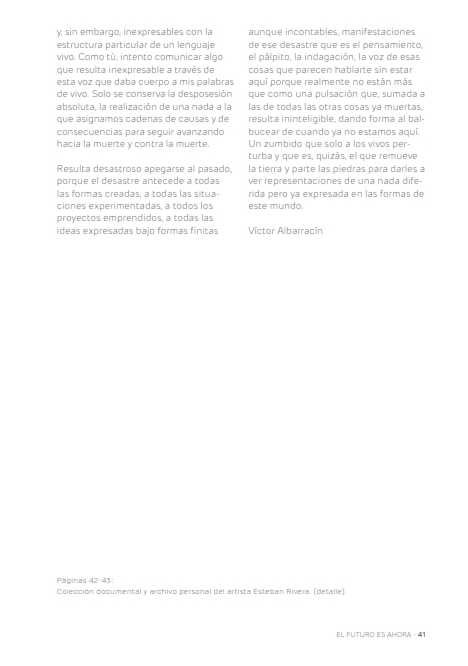 y, sin embargo, inexpresables con la
estructura particular de un lenguaje
vivo. Como tú, intento comunicar algo
que resulta inexpresable a través de
esta voz que daba cuerpo a mis palabras
de vivo. Solo se conserva la desposesión
absoluta, la realización de una nada a la
que asignamos cadenas de causas y de
consecuencias para seguir avanzando
hacia la muerte y contra la muerte.
Resulta desastroso apegarse al pasado,
porque el desastre antecede a todas
las formas creadas, a todas las situa-
ciones experimentadas, a todos los
proyectos emprendidos, a todas las
ideas expresadas bajo formas finitas
aunque incontables, manifestaciones
de ese desastre que es el pensamiento,
el pálpito, la indagación, la voz de esas
cosas que parecen hablarte sin estar
aquí porque realmente no están más
que como una pulsación que, sumada a
las de todas las otras cosas ya muertas,
resulta ininteligible, dando forma al bal-
bucear de cuando ya no estamos aquí.
Un zumbido que solo a los vivos per-
turba y que es, quizás, el que remueve
la tierra y parte las piedras para darles a
ver representaciones de una nada dife-
rida pero ya expresada en las formas de
este mundo.
Víctor Albarracín
Páginas 42-43:
Colección documental y archivo personal del artista Esteban Rivera. (detalle).
EL FUTURO ES AHORA - 41